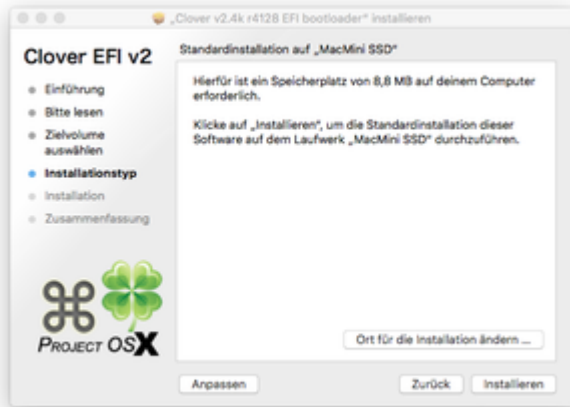 „Clover v2.4k r4128 EFI bootloader“ installieren
Clover EFI v2
Standardinstallation auf „MacMini SSD“
Einführung
Bitte lesen
Zielvolume
auswählen
Installationstyp
Installation
Zusammenfassung
Hierfür ist ein Speicherplatz von 8,8 MB auf deinem Computer
erforderlich.
Klicke auf „Installieren“, um die Standardinstallation dieser
Software auf dem Laufwerk „MacMini SSD“ durchzuführen.
PROJECT OSX
Ort für die Installation ändern ...
Anpassen
Zurück
Installieren